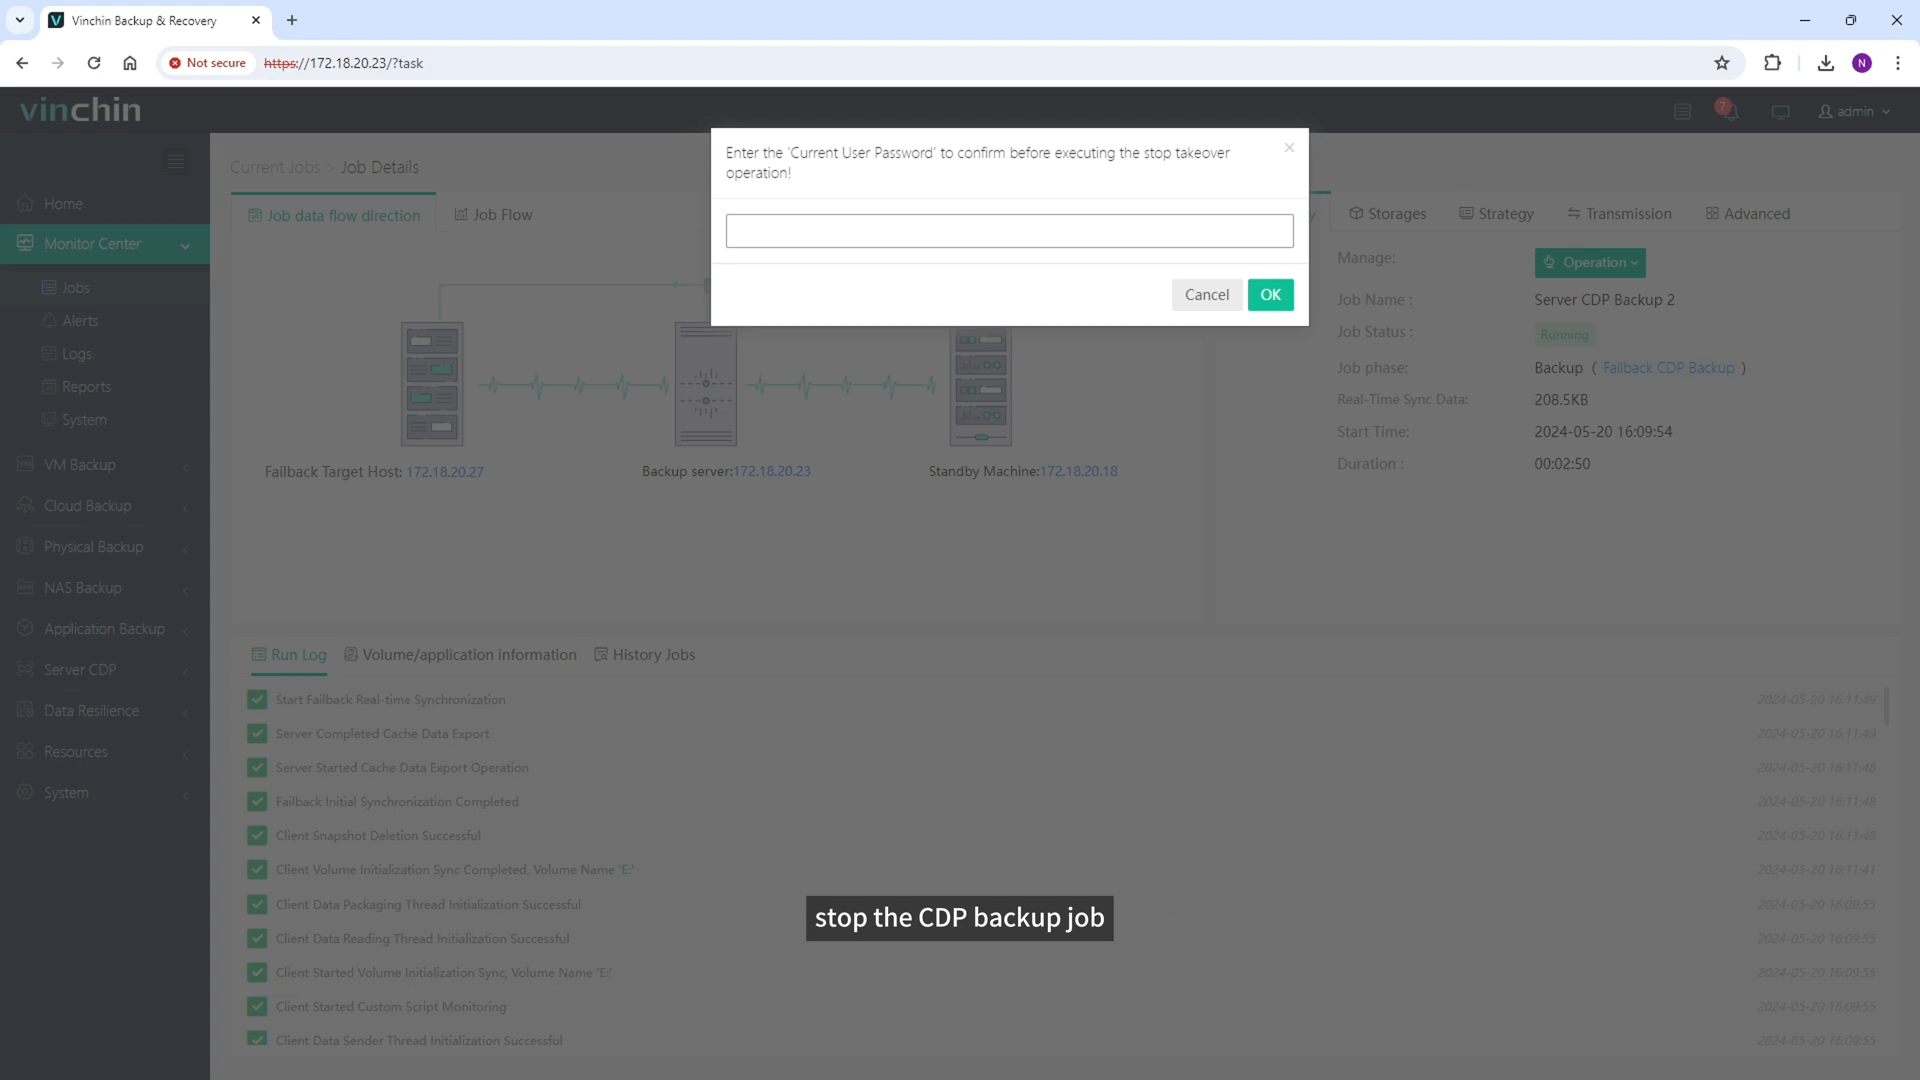 Vinchin Backup & Recovery
Not secure
https://172.18.20.23/?task
N
vinchin
7
admin
Enter the 'Current User Password' to confirm before executing the stop takeover
operation!
Cancel
OK
Current Jobs > Job Details
Home
Monitor Center
Jobs
Alerts
Logs
Reports
System
VM Backup
Cloud Backup
Physical Backup
NAS Backup
Application Backup
Server CDP
Data Resilience
Resources
System
Job data flow direction
Job Flow
Failback Target Host: 172.18.20.27
Backup server:172.18.20.23
Standby Machine:172.18.20.18
Storages
Strategy
Transmission
Advanced
Manage:
Operation
Job Name :
Server CDP Backup 2
Job Status :
Running
Job phase:
Backup ( Failback CDP Backup )
Real-Time Sync Data:
208.5KB
Start Time:
2024-05-20 16:09:54
Duration :
00:02:50
Run Log
Volume/application information
History Jobs
Start Failback Real-time Synchronization
2024-05-20 16:11:49
Server Completed Cache Data Export
2024-05-20 16:11:49
Server Started Cache Data Export Operation
2024-05-20 16:11:48
Failback Initial Synchronization Completed
2024-05-20 16:11:48
Client Snapshot Deletion Successful
2024-05-20 16:11:48
Client Volume Initialization Sync Completed, Volume Name 'E:'
2024-05-20 16:11:41
Client Data Packaging Thread Initialization Successful
2024-05-20 16:09:55
Client Data Reading Thread Initialization Successful
2024-05-20 16:09:55
Client Started Volume Initialization Sync, Volume Name 'E:'
2024-05-20 16:09:55
Client Started Custom Script Monitoring
2024-05-20 16:09:55
Client Data Sender Thread Initialization Successful
2024-05-20 16:09:55
stop the CDP backup job